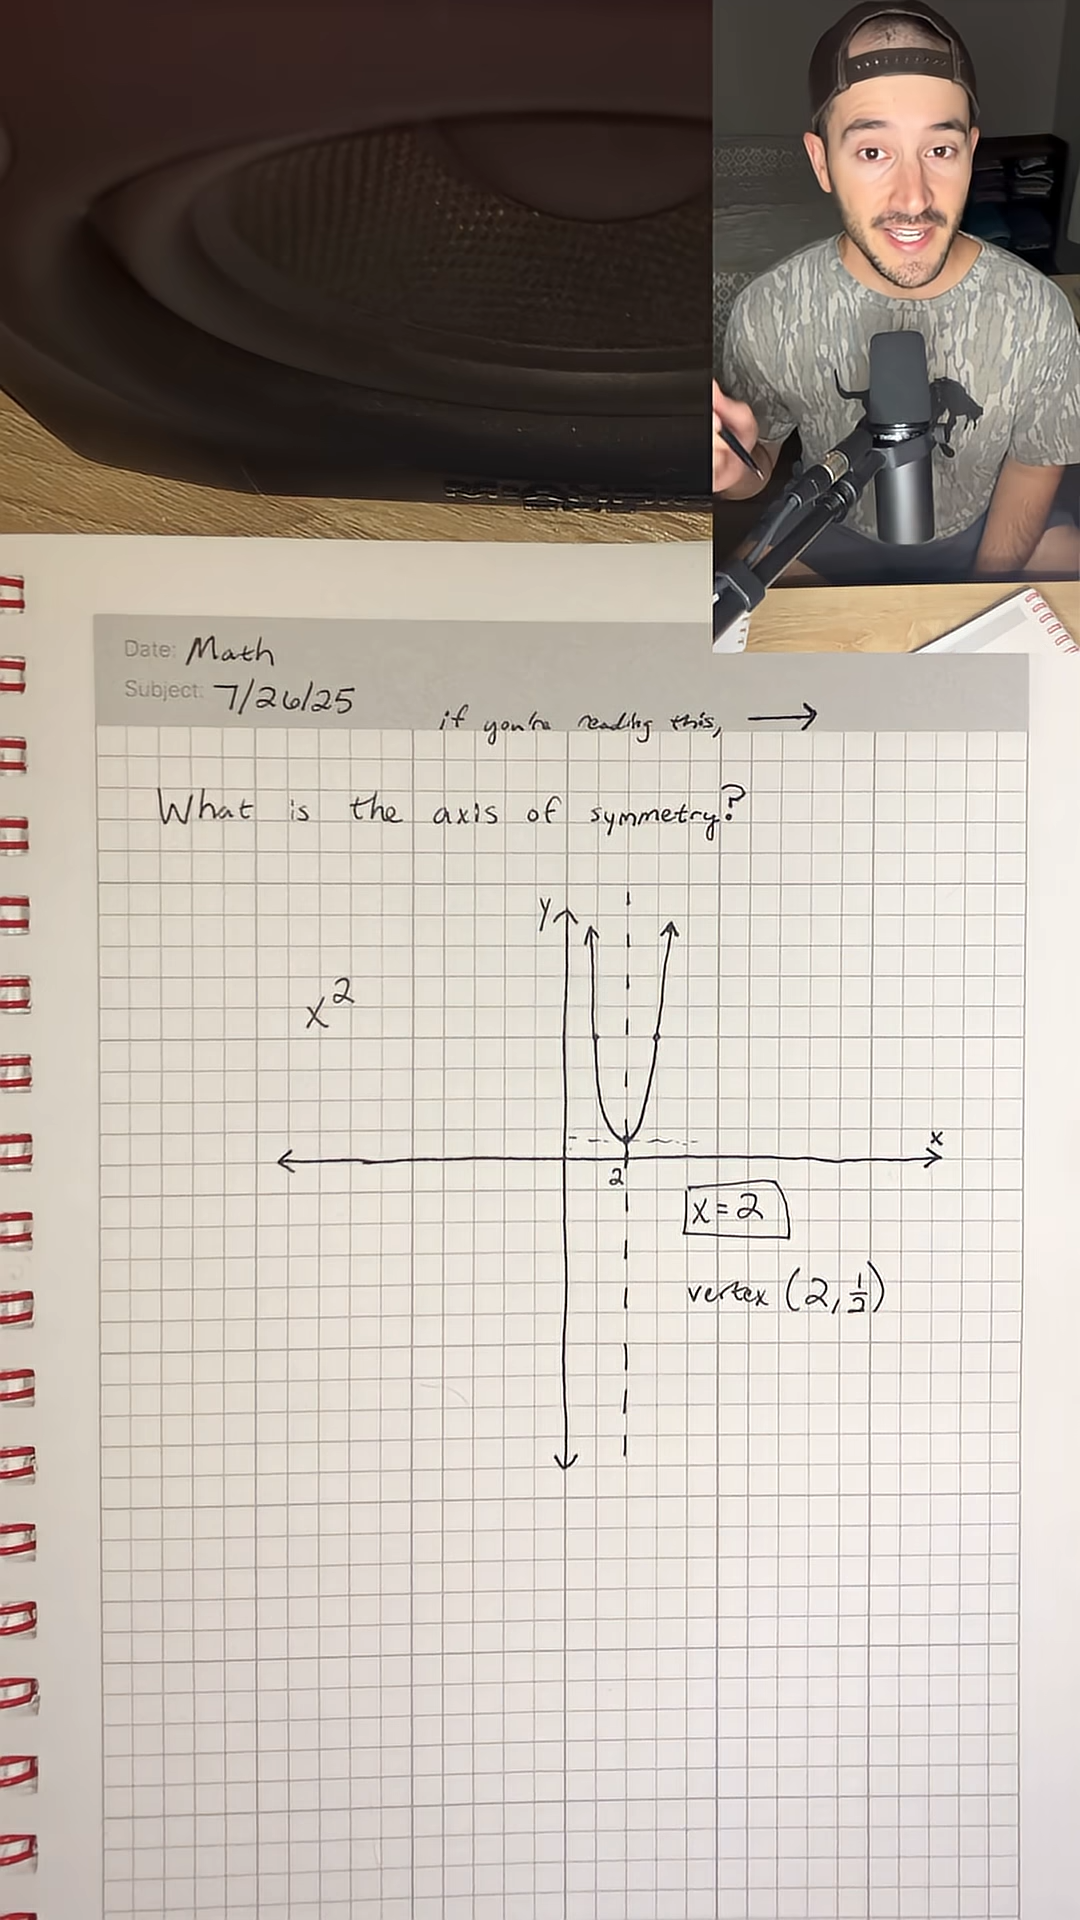 Date: Math
Subject: 7/26/25
if you're reading this, →
What is the axis of symmetry?
y
x²
x
2
x = 2
vertex (2, 1/2)